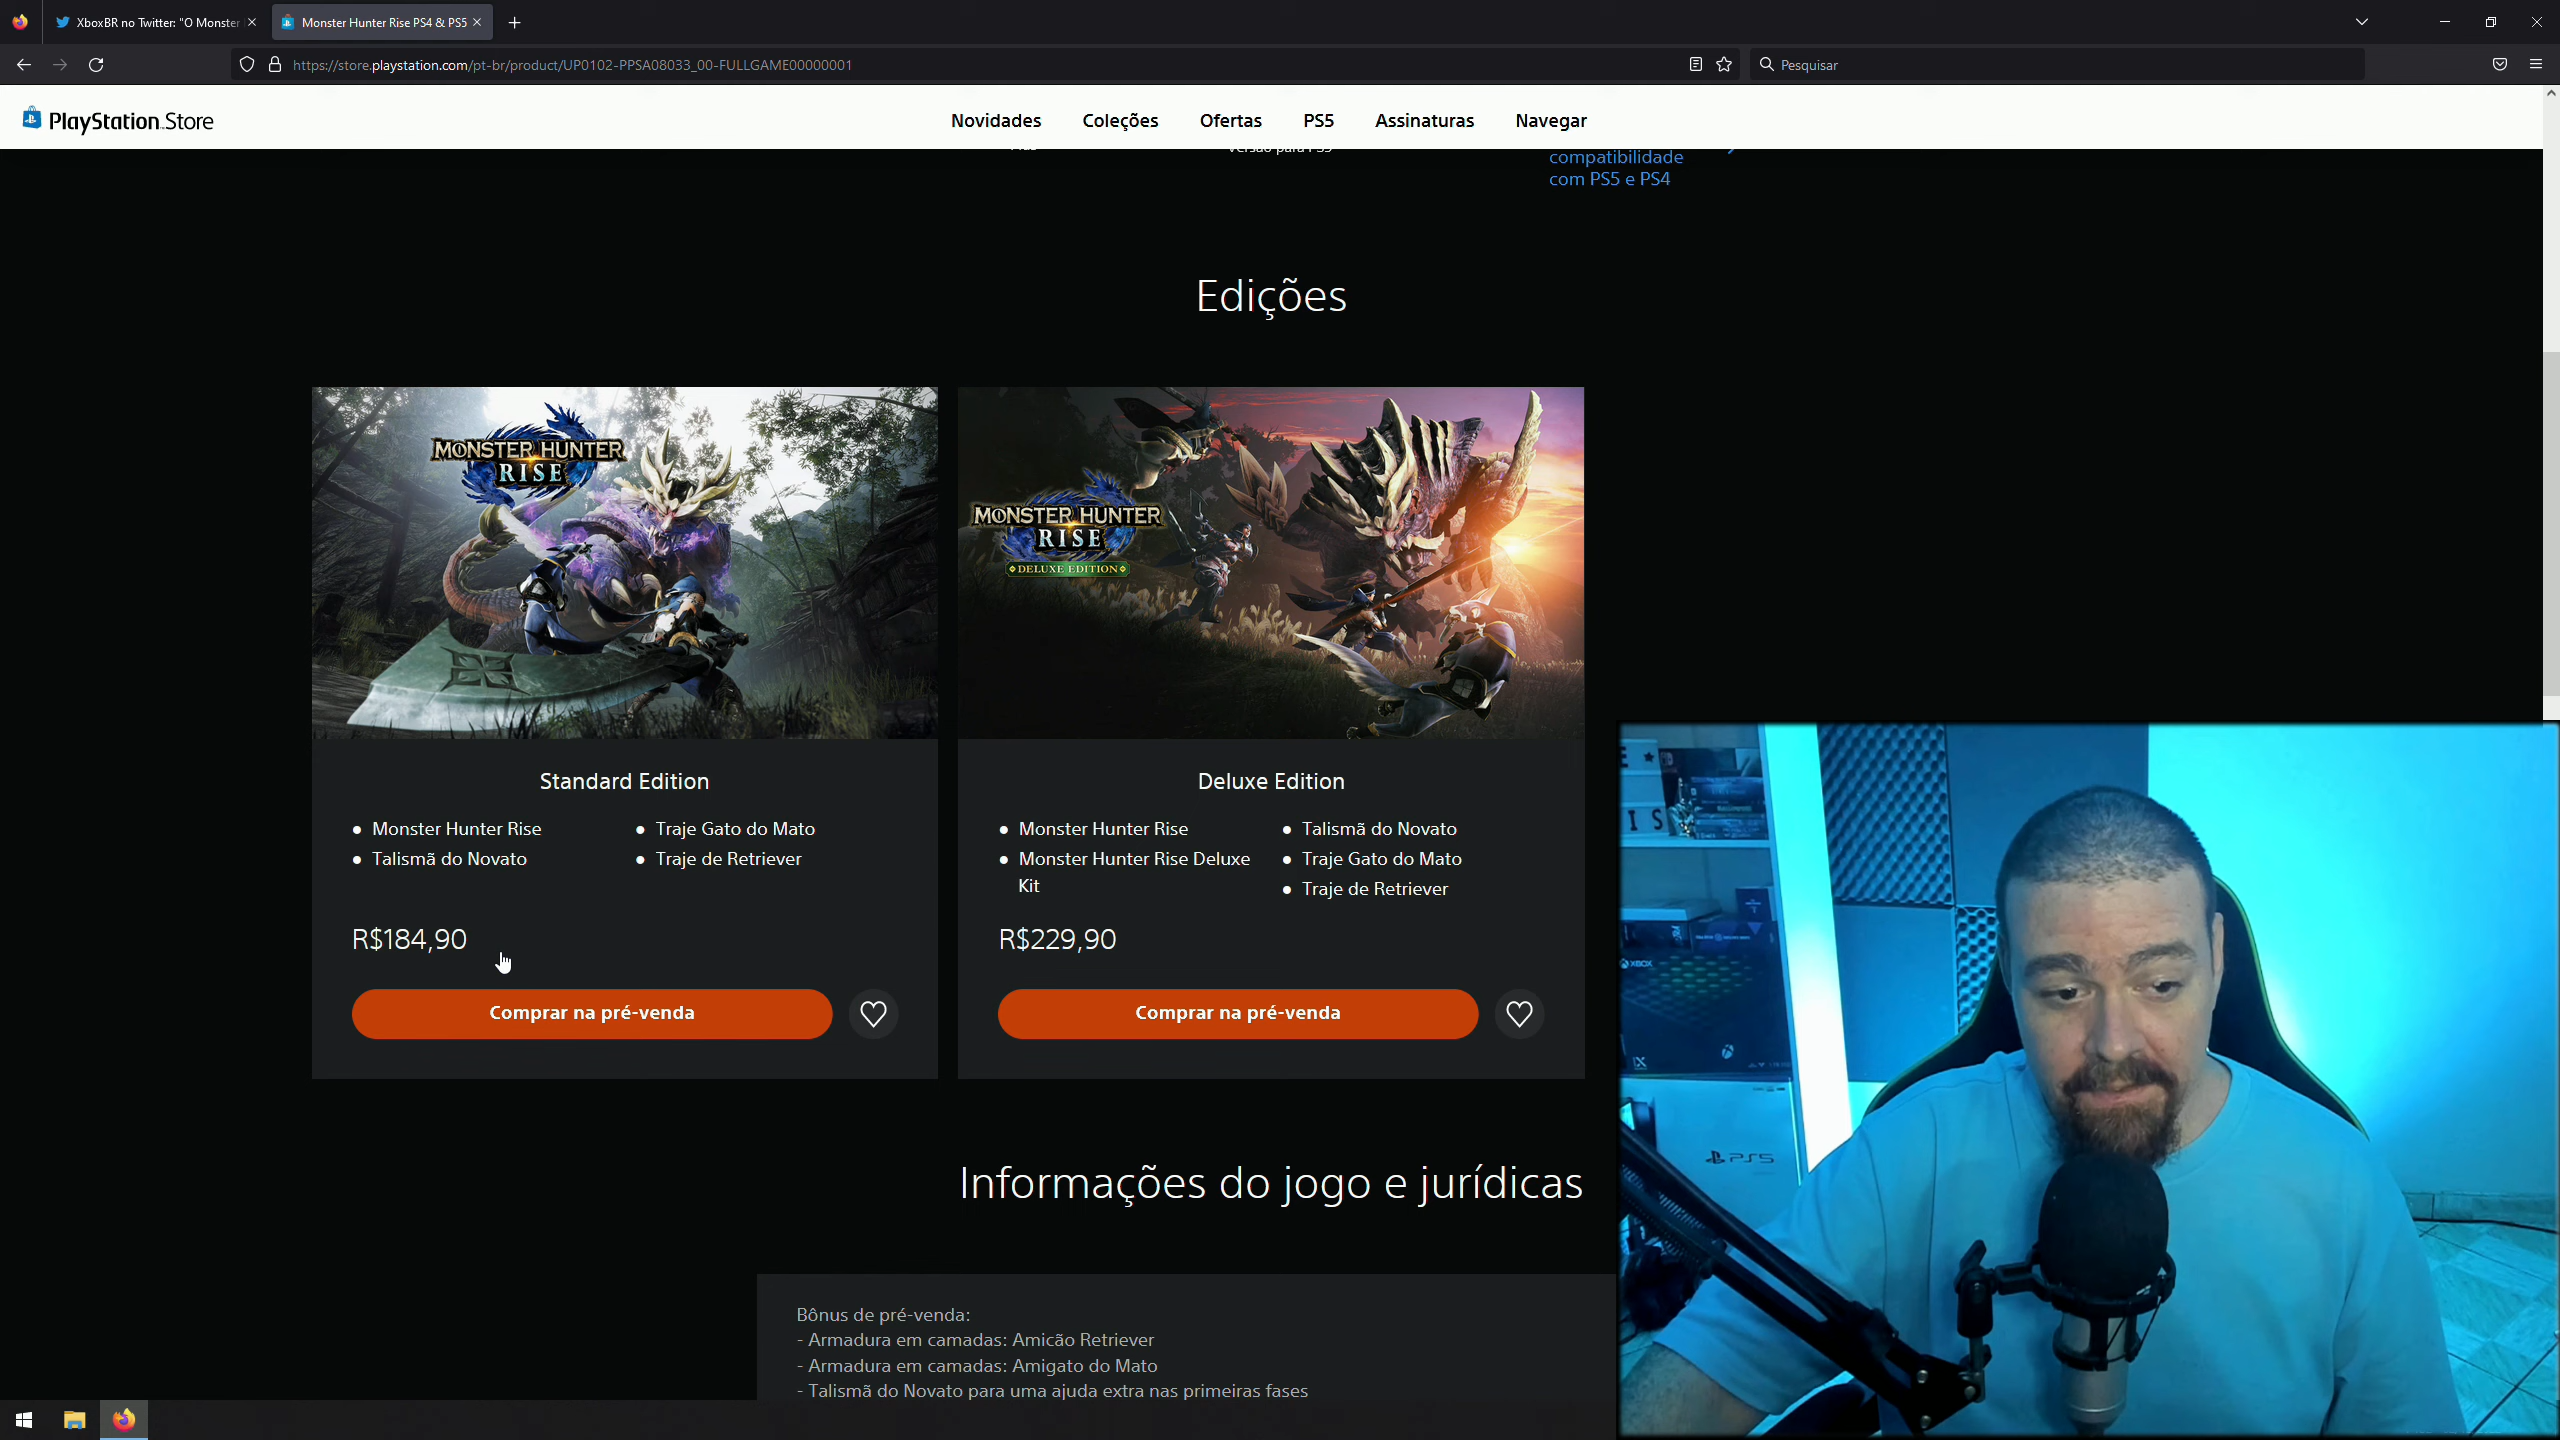 XboxBR no Twitter: "O Monster
Monster Hunter Rise PS4 & PS5
https://store.playstation.com/pt-br/product/UP0102-PPSA08033_00-FULLGAME00000001
Pesquisar
PlayStation Store
Novidades
Coleções
Ofertas
PS5
Assinaturas
Navegar
versão para PS5
compatibilidade
com PS5 e PS4
Edições
MONSTER HUNTER
RISE
MONSTER HUNTER
RISE
DELUXE EDITION
Standard Edition
Monster Hunter Rise
Talismã do Novato
Traje Gato do Mato
Traje de Retriever
R$184,90
Comprar na pré-venda
Deluxe Edition
Monster Hunter Rise
Monster Hunter Rise Deluxe
Kit
Talismã do Novato
Traje Gato do Mato
Traje de Retriever
R$229,90
Comprar na pré-venda
Informações do jogo e jurídicas
Bônus de pré-venda:
- Armadura em camadas: Amicão Retriever
- Armadura em camadas: Amigato do Mato
- Talismã do Novato para uma ajuda extra nas primeiras fases
XBOX
PS5